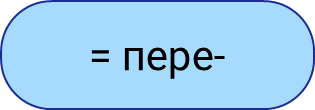 = пере-